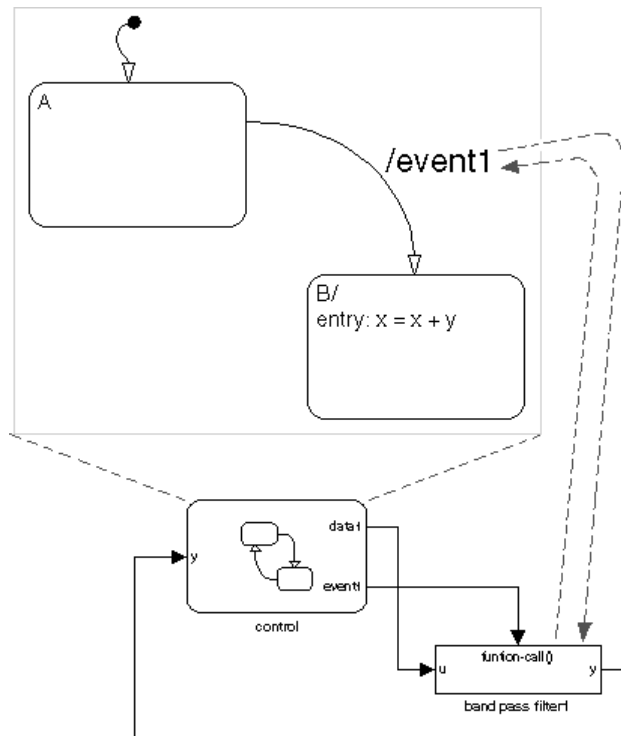 A
/event1
B/
entry: x = x + y
y
data1
event1
control
funtion-call()
u
y
band pass filter1